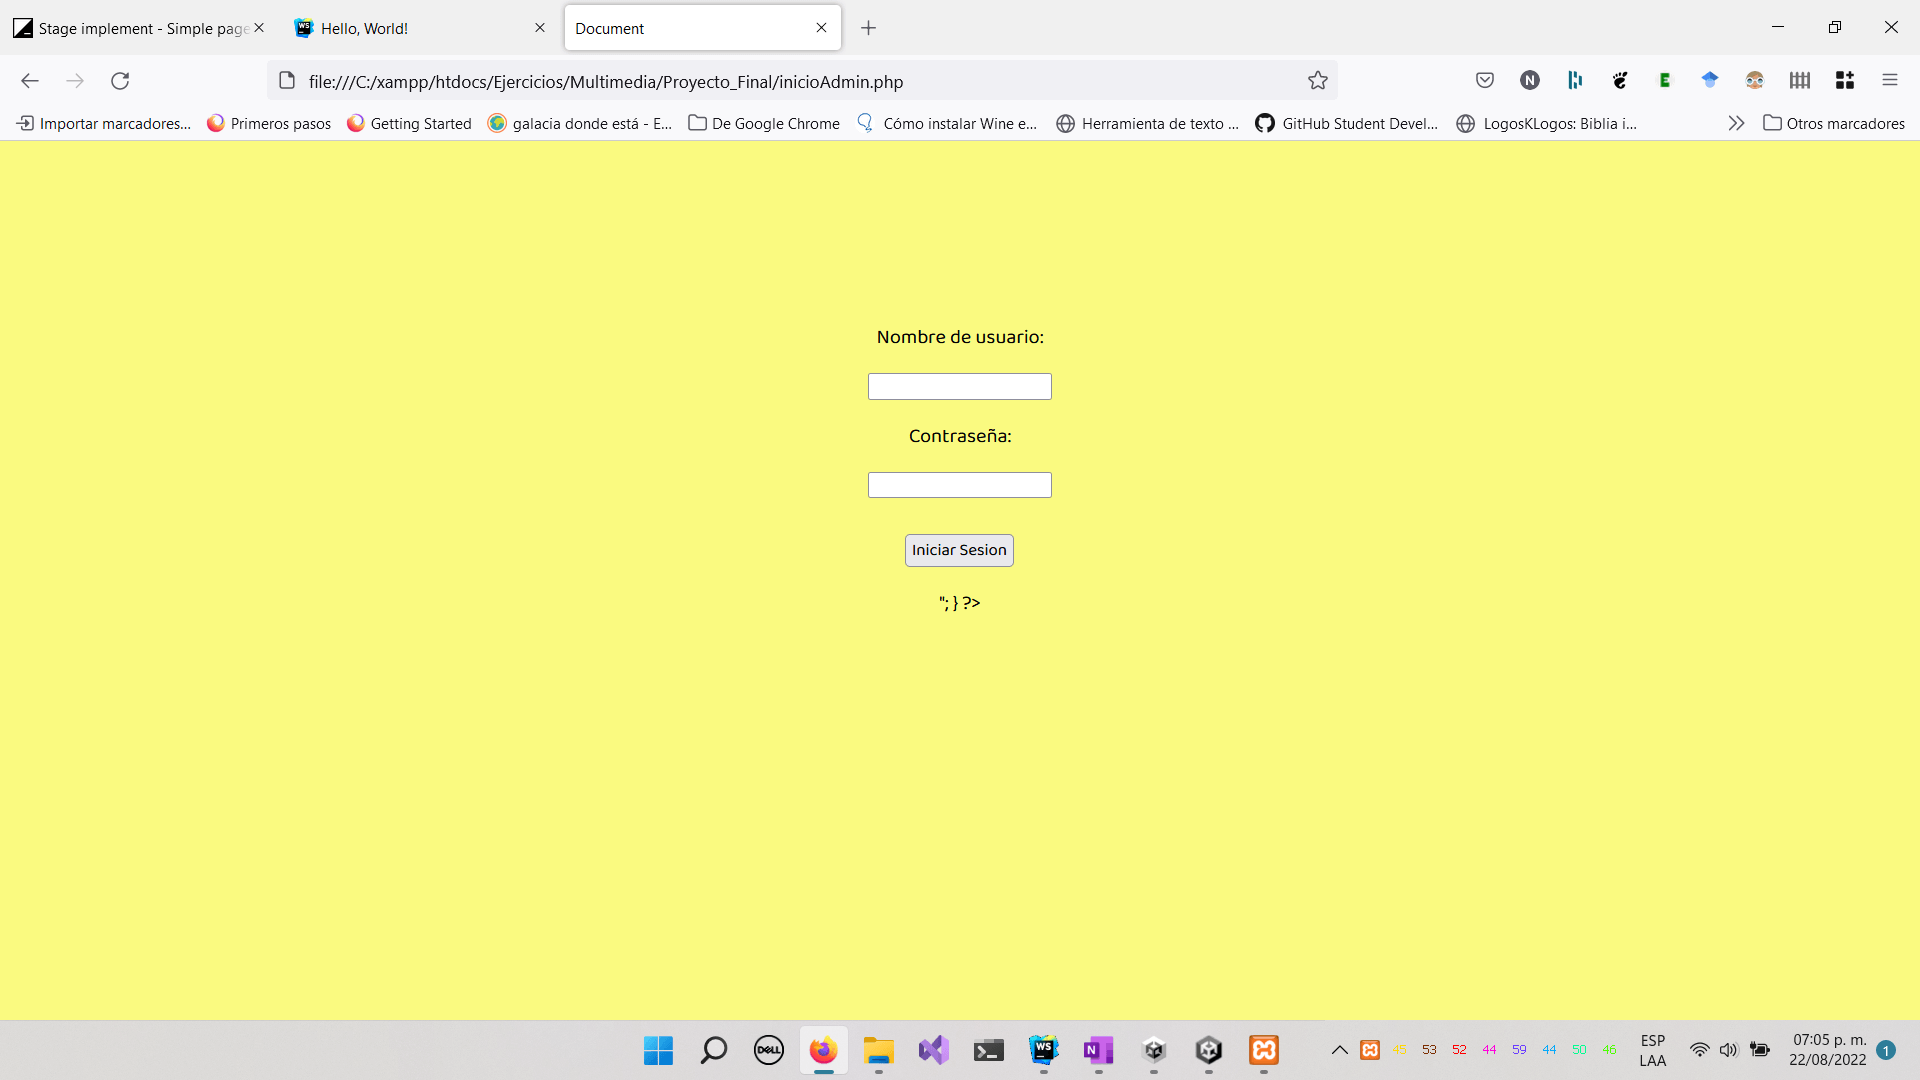 Stage implement - Simple page
Hello, World!
Document
file:///C:/xampp/htdocs/Ejercicios/Multimedia/Proyecto_Final/inicioAdmin.php
N
E
Importar marcadores...
Primeros pasos
Getting Started
galacia donde está - E...
De Google Chrome
Cómo instalar Wine e...
Herramienta de texto ...
GitHub Student Devel...
LogosKLogos: Biblia i...
Otros marcadores
Nombre de usuario:
Contraseña:
Iniciar Sesion
"; } ?>
DELL
WS
N
45 53 52 44 59 44 50 46
ESP
LAA
07:05 p. m.
22/08/2022
1